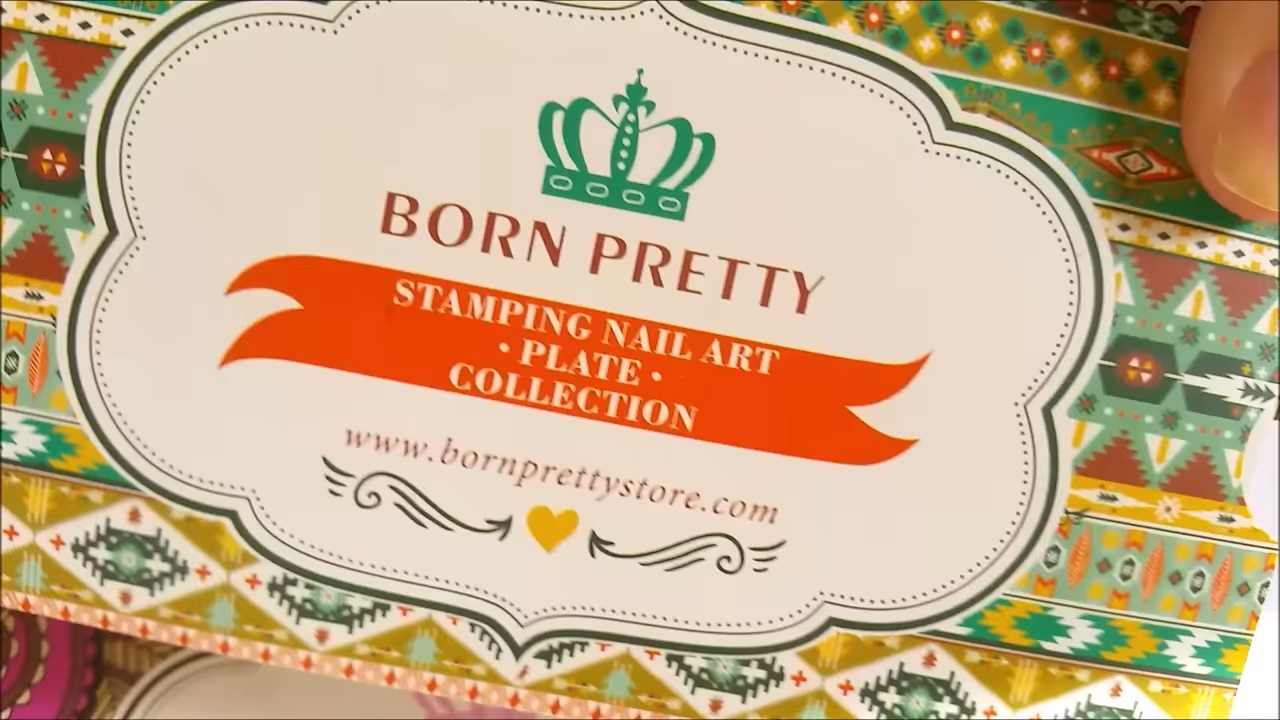 BORN PRETTY
STAMPING NAIL ART
• PLATE •
COLLECTION
www.bornprettystore.com